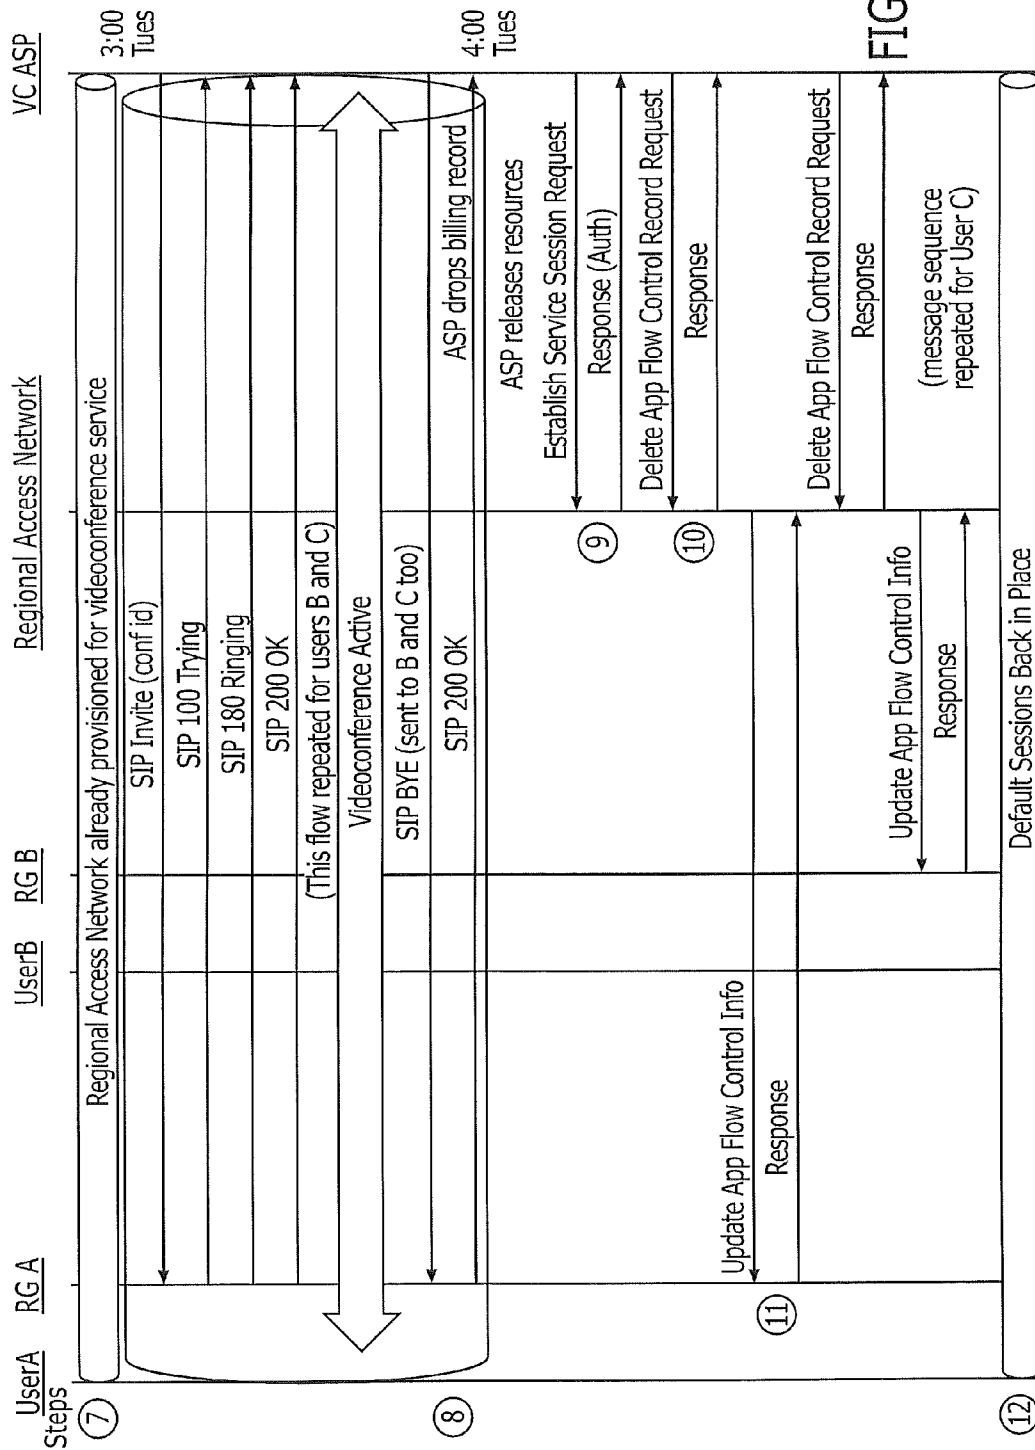 UserA
RG A
UserB
RG B
Regional Access Network
VC ASP
Steps
7
Regional Access Network already provisioned for videoconference service
3:00
Tues
SIP Invite (conf id)
SIP 100 Trying
SIP 180 Ringing
SIP 200 OK
(This flow repeated for users B and C)
Videoconference Active
SIP BYE (sent to B and C too)
8
SIP 200 OK
ASP drops billing record
4:00
Tues
ASP releases resources
Establish Service Session Request
9
Response (Auth)
Delete App Flow Control Record Request
10
Response
Update App Flow Control Info
11
Response
Delete App Flow Control Record Request
Response
Update App Flow Control Info
Response
(message sequence
repeated for User C)
12
Default Sessions Back in Place
FIG